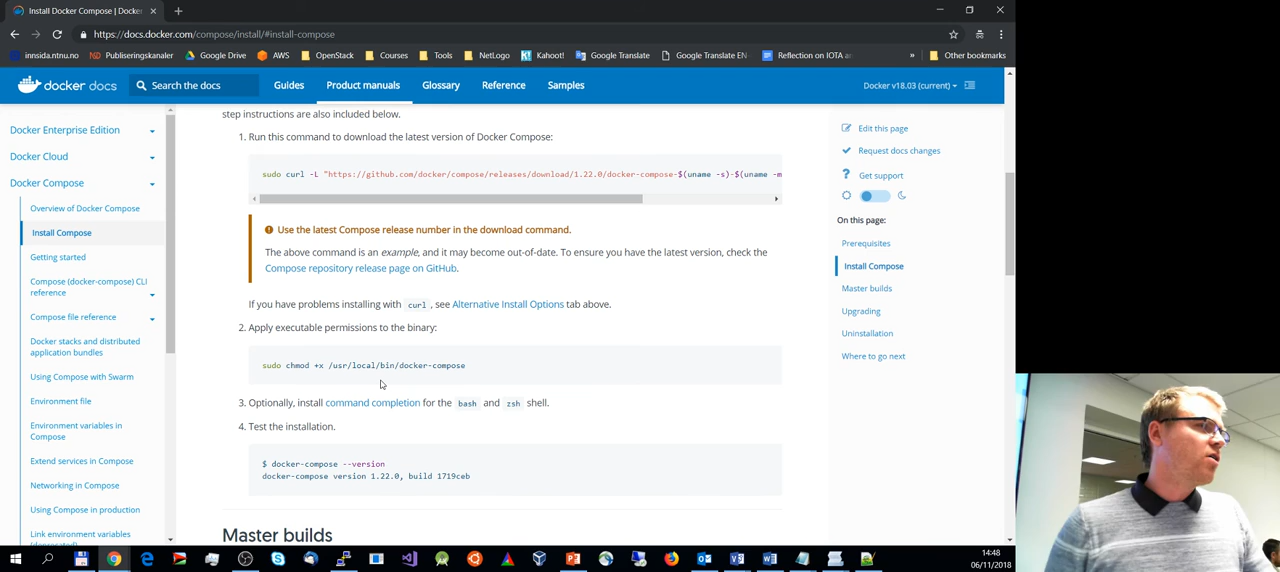 Install Docker Compose | Docker
https://docs.docker.com/compose/install/#install-compose
innsida.ntnu.no
Publiseringskanaler
Google Drive
AWS
OpenStack
Courses
Tools
NetLogo
Kahoot!
Google Translate
Google Translate EN-
Reflection on IOTA a
»
Other bookmarks
docker docs
Search the docs
Guides
Product manuals
Glossary
Reference
Samples
Docker v18.03 (current)
Docker Enterprise Edition
Docker Cloud
Docker Compose
Overview of Docker Compose
Install Compose
Getting started
Compose (docker-compose) CLI
reference
Compose file reference
Docker stacks and distributed
application bundles
Using Compose with Swarm
Environment file
Environment variables in
Compose
Extend services in Compose
Networking in Compose
Using Compose in production
Link environment variables
(deprecated)
step instructions are also included below.
1. Run this command to download the latest version of Docker Compose:
sudo curl -L "https://github.com/docker/compose/releases/download/1.22.0/docker-compose-$(uname -s)-$(uname -m
Use the latest Compose release number in the download command.
The above command is an example, and it may become out-of-date. To ensure you have the latest version, check the
Compose repository release page on GitHub.
If you have problems installing with curl, see Alternative Install Options tab above.
2. Apply executable permissions to the binary:
sudo chmod +x /usr/local/bin/docker-compose
3. Optionally, install command completion for the bash and zsh shell.
4. Test the installation.
$ docker-compose --version
docker-compose version 1.22.0, build 1719ceb
Master builds
Edit this page
Request docs changes
Get support
On this page:
Prerequisites
Install Compose
Master builds
Upgrading
Uninstallation
Where to go next
14:48
06/11/2018